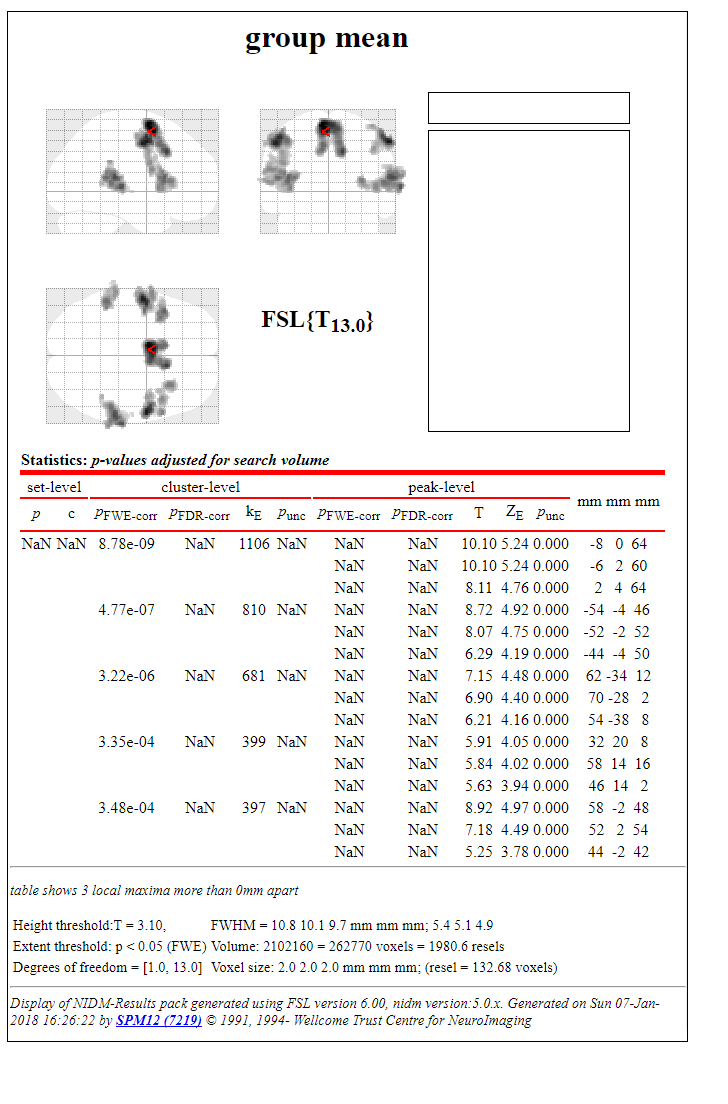 group mean
<
<
<
FSL{T13.0}
Statistics: p-values adjusted for search volume
set-level cluster-level peak-level mm mm mm
p c pFWE-corr pFDR-corr kE punc pFWE-corr pFDR-corr T ZE punc
NaN NaN 8.78e-09 NaN 1106 NaN NaN NaN 10.10 5.24 0.000 -8 0 64
NaN NaN 10.10 5.24 0.000 -6 2 60
NaN NaN 8.11 4.76 0.000 2 4 64
4.77e-07 NaN 810 NaN NaN NaN 8.72 4.92 0.000 -54 -4 46
NaN NaN 8.07 4.75 0.000 -52 -2 52
NaN NaN 6.29 4.19 0.000 -44 -4 50
3.22e-06 NaN 681 NaN NaN NaN 7.15 4.48 0.000 62 -34 12
NaN NaN 6.90 4.40 0.000 70 -28 2
NaN NaN 6.21 4.16 0.000 54 -38 8
3.35e-04 NaN 399 NaN NaN NaN 5.91 4.05 0.000 32 20 8
NaN NaN 5.84 4.02 0.000 58 14 16
NaN NaN 5.63 3.94 0.000 46 14 2
3.48e-04 NaN 397 NaN NaN NaN 8.92 4.97 0.000 58 -2 48
NaN NaN 7.18 4.49 0.000 52 2 54
NaN NaN 5.25 3.78 0.000 44 -2 42
table shows 3 local maxima more than 0mm apart
Height threshold:T = 3.10, FWHM = 10.8 10.1 9.7 mm mm mm; 5.4 5.1 4.9
Extent threshold: p < 0.05 (FWE) Volume: 2102160 = 262770 voxels = 1980.6 resels
Degrees of freedom = [1.0, 13.0] Voxel size: 2.0 2.0 2.0 mm mm mm; (resel = 132.68 voxels)
Display of NIDM-Results pack generated using FSL version 6.00, nidm version:5.0.x. Generated on Sun 07-Jan-
2018 16:26:22 by SPM12 (7219) © 1991, 1994- Wellcome Trust Centre for NeuroImaging